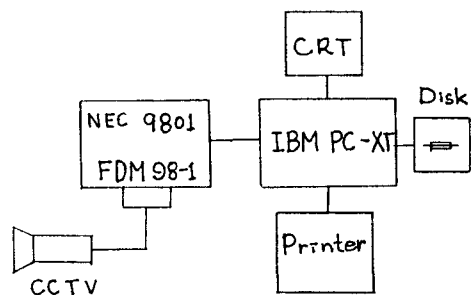 CRT
Disk
NEC 9801
FDM 98-1
IBM PC-XT
Printer
CCTV